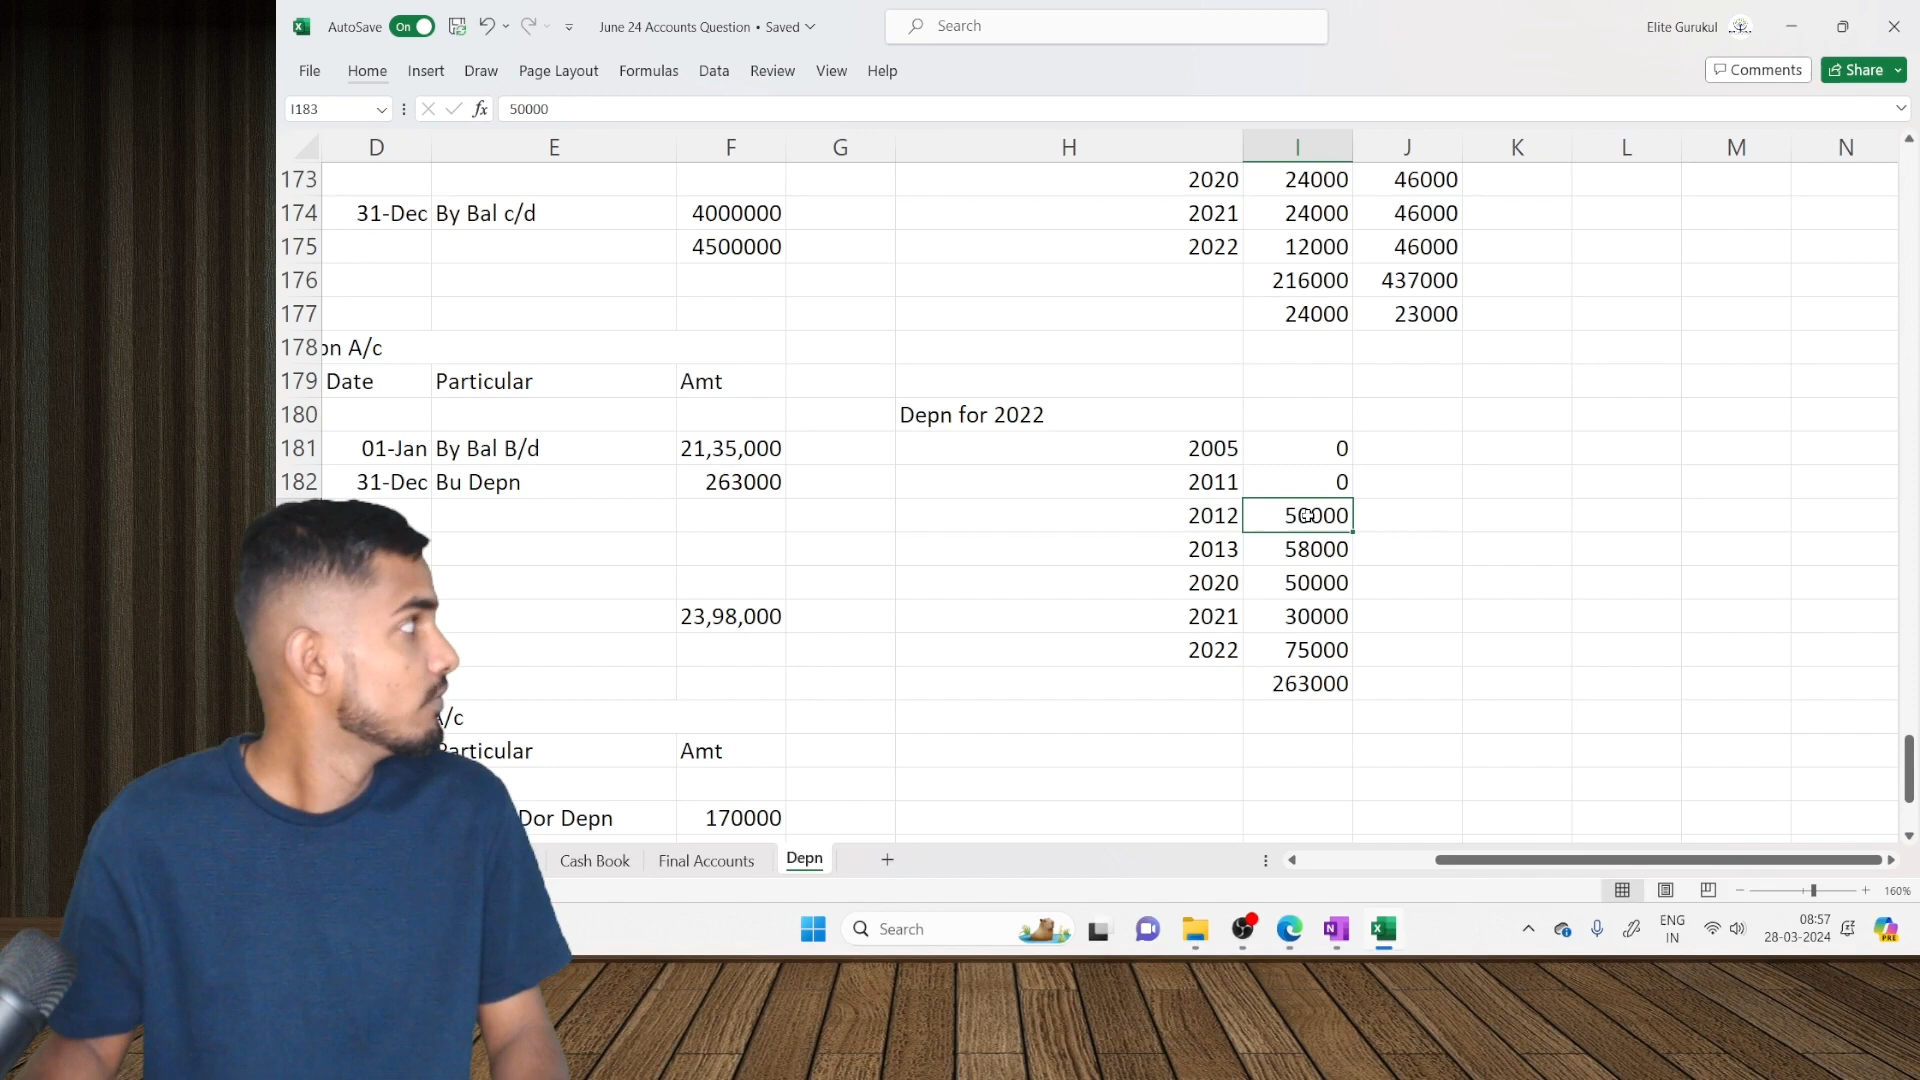 AutoSave On June 24 Accounts Question • Saved Search Elite Gurukul
File Home Insert Draw Page Layout Formulas Data Review View Help Comments Share
I183 fx 50000
D E F G H I J K L M N
173 2020 24000 46000
174 31-Dec By Bal c/d 4000000 2021 24000 46000
175 4500000 2022 12000 46000
176 216000 437000
177 24000 23000
178 on A/c
179 Date Particular Amt
180 Depn for 2022
181 01-Jan By Bal B/d 21,35,000 2005 0
182 31-Dec Bu Depn 263000 2011 0
2012 50000
2013 58000
2020 50000
23,98,000 2021 30000
2022 75000
263000
A/c
Particular Amt
Dor Depn 170000
Cash Book Final Accounts Depn +
160%
Search ENG IN 08:57 28-03-2024 PRE